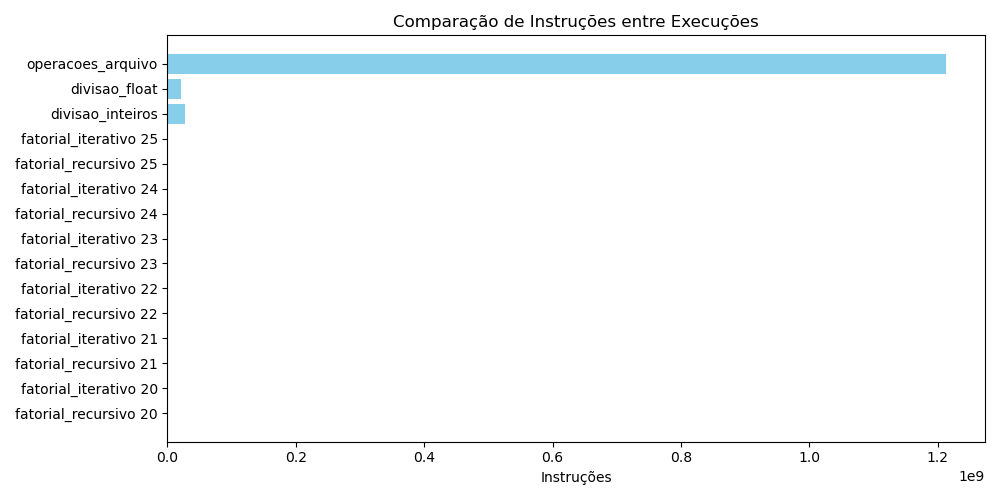 Comparação de Instruções entre Execuções
operacoes_arquivo
divisao_float
divisao_inteiros
fatorial_iterativo 25
fatorial_recursivo 25
fatorial_iterativo 24
fatorial_recursivo 24
fatorial_iterativo 23
fatorial_recursivo 23
fatorial_iterativo 22
fatorial_recursivo 22
fatorial_iterativo 21
fatorial_recursivo 21
fatorial_iterativo 20
fatorial_recursivo 20
0.0 0.2 0.4 0.6 0.8 1.0 1.2
1e9
Instruções